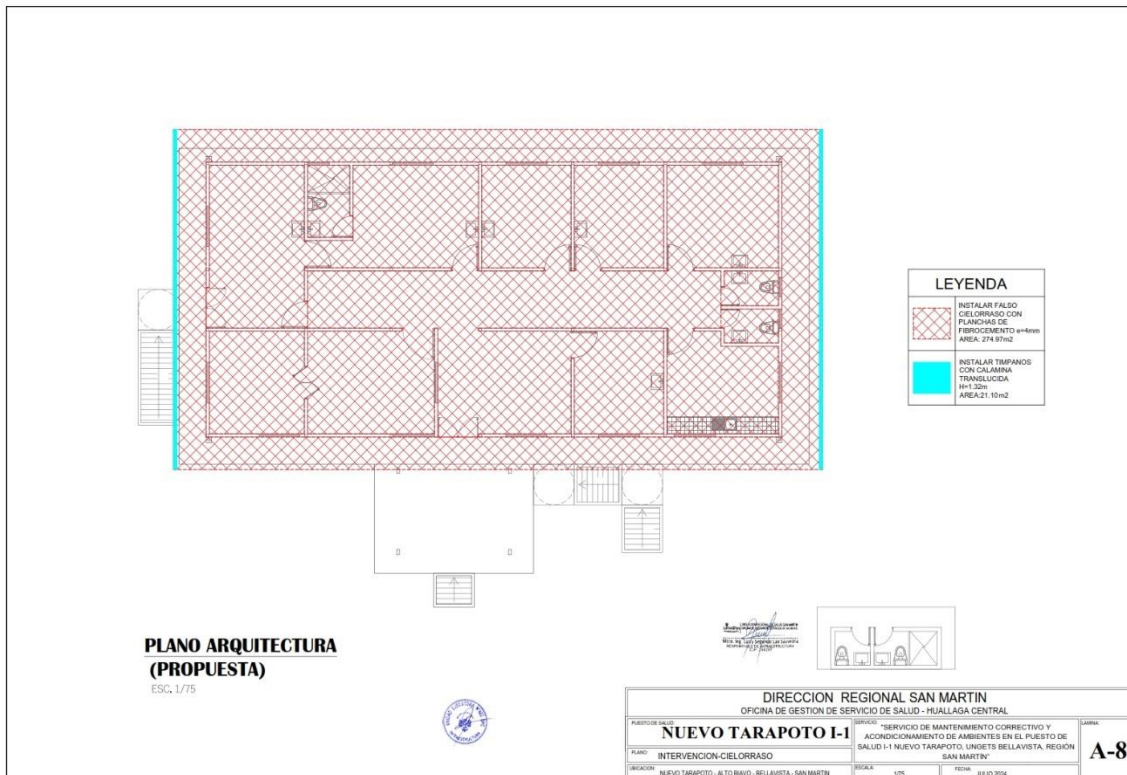 LEYENDA
INSTALAR FALSO
CIELORRASO CON
PLANCHAS DE
FIBROCEMENTO e=4mm
AREA: 274.97m2
INSTALAR TIMPANOS
CON CALAMINA
TRANSLUCIDA
H=1.32m
AREA:21.10m2
PLANO ARQUITECTURA
(PROPUESTA)
ESC. 1/75
DIRECCION REGIONAL SAN MARTIN
OFICINA DE GESTION DE SERVICIO DE SALUD - HUALLAGA CENTRAL
PUESTO DE SALUD:
NUEVO TARAPOTO I-1
SERVICIO: "SERVICIO DE MANTENIMIENTO CORRECTIVO Y
ACONDICIONAMIENTO DE AMBIENTES EN EL PUESTO DE
SALUD I-1 NUEVO TARAPOTO, UNGETS BELLAVISTA, REGIÓN
SAN MARTÍN"
LAMINA:
A-8
PLANO: INTERVENCION-CIELORRASO
UBICACION: NUEVO TARAPOTO - ALTO BIAVO - BELLAVISTA - SAN MARTIN
ESCALA: 1/75
FECHA: JULIO 2024